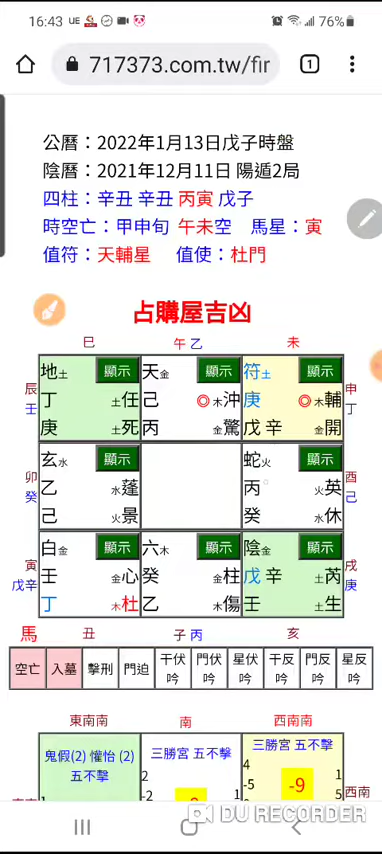 16:43 UE 76%
717373.com.tw/fir 1
公曆：2022年1月13日戊子時盤
陰曆：2021年12月11日 陽遁2局
四柱：辛丑 辛丑 丙寅 戊子
時空亡：甲申旬 午未空 馬星：寅
值符：天輔星 值使：杜門
占購屋吉凶
巳 午乙 未
地土 顯示 天金 顯示 符土 顯示
辰 丁 土任 己 ◎木沖 庚 ◎木輔 申
壬 庚 土死 丙 金驚 戊辛 金開 丁
玄水 顯示 蛇火 顯示
卯 乙 水蓬 丙 火英 酉
癸 己 火景 癸 水休 己
白金 顯示 六木 顯示 陰金 顯示
寅 壬 金心 癸 金柱 戊辛 土芮 戌
戊辛 丁 木杜 乙 木傷 壬 土生 庚
馬 丑 子丙 亥
空亡 入墓 擊刑 門迫 干伏吟 門伏吟 星伏吟 干反吟 門反吟 星反吟
東南南 南 西南南
鬼假(2) 懽怡(2) 五不擊 三勝宮 五不擊 三勝宮 五不擊
2 4
-2 -5 -9 1
5 西南
DU RECORDER